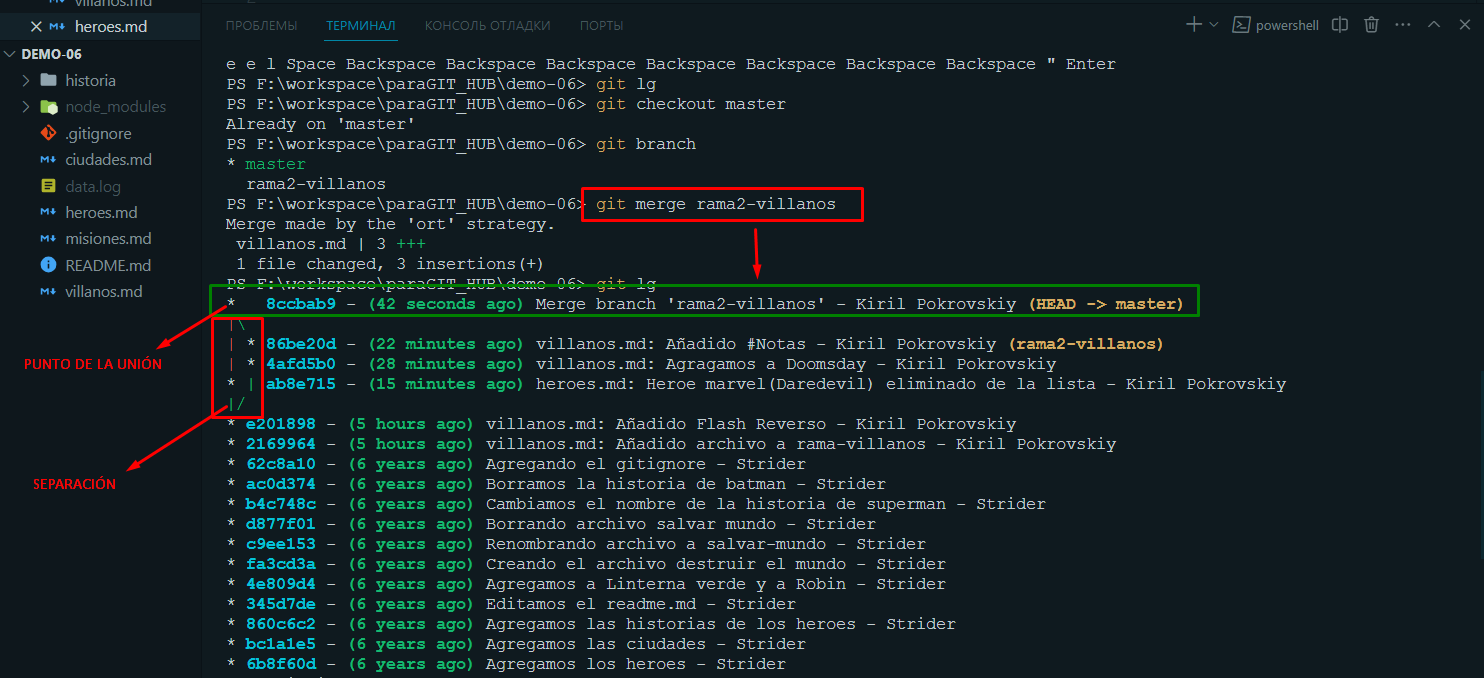 villanos.md
heroes.md
ПРОБЛЕМЫ ТЕРМИНАЛ КОНСОЛЬ ОТЛАДКИ ПОРТЫ
powershell
DEMO-06
historia
node_modules
.gitignore
ciudades.md
data.log
heroes.md
misiones.md
README.md
villanos.md
e e l Space Backspace Backspace Backspace Backspace Backspace Backspace Backspace " Enter
PS F:\workspace\paraGIT_HUB\demo-06> git lg
PS F:\workspace\paraGIT_HUB\demo-06> git checkout master
Already on 'master'
PS F:\workspace\paraGIT_HUB\demo-06> git branch
* master
rama2-villanos
PS F:\workspace\paraGIT_HUB\demo-06> git merge rama2-villanos
Merge made by the 'ort' strategy.
villanos.md | 3 +++
1 file changed, 3 insertions(+)
PS F:\workspace\paraGIT_HUB\demo-06> git lg
*   8ccbab9 - (42 seconds ago) Merge branch 'rama2-villanos' - Kiril Pokrovskiy (HEAD -> master)
|\
| * 86be20d - (22 minutes ago) villanos.md: Añadido #Notas - Kiril Pokrovskiy (rama2-villanos)
| * 4afd5b0 - (28 minutes ago) villanos.md: Agragamos a Doomsday - Kiril Pokrovskiy
* | ab8e715 - (15 minutes ago) heroes.md: Heroe marvel(Daredevil) eliminado de la lista - Kiril Pokrovskiy
|/
* e201898 - (5 hours ago) villanos.md: Añadido Flash Reverso - Kiril Pokrovskiy
* 2169964 - (5 hours ago) villanos.md: Añadido archivo a rama-villanos - Kiril Pokrovskiy
* 62c8a10 - (6 years ago) Agregando el gitignore - Strider
* ac0d374 - (6 years ago) Borramos la historia de batman - Strider
* b4c748c - (6 years ago) Cambiamos el nombre de la historia de superman - Strider
* d877f01 - (6 years ago) Borrando archivo salvar mundo - Strider
* c9ee153 - (6 years ago) Renombrando archivo a salvar-mundo - Strider
* fa3cd3a - (6 years ago) Creando el archivo destruir el mundo - Strider
* 4e809d4 - (6 years ago) Agregamos a Linterna verde y a Robin - Strider
* 345d7de - (6 years ago) Editamos el readme.md - Strider
* 860c6c2 - (6 years ago) Agregamos las historias de los heroes - Strider
* bc1a1e5 - (6 years ago) Agregamos las ciudades - Strider
* 6b8f60d - (6 years ago) Agregamos los heroes - Strider
PUNTO DE LA UNIÓN
SEPARACIÓN